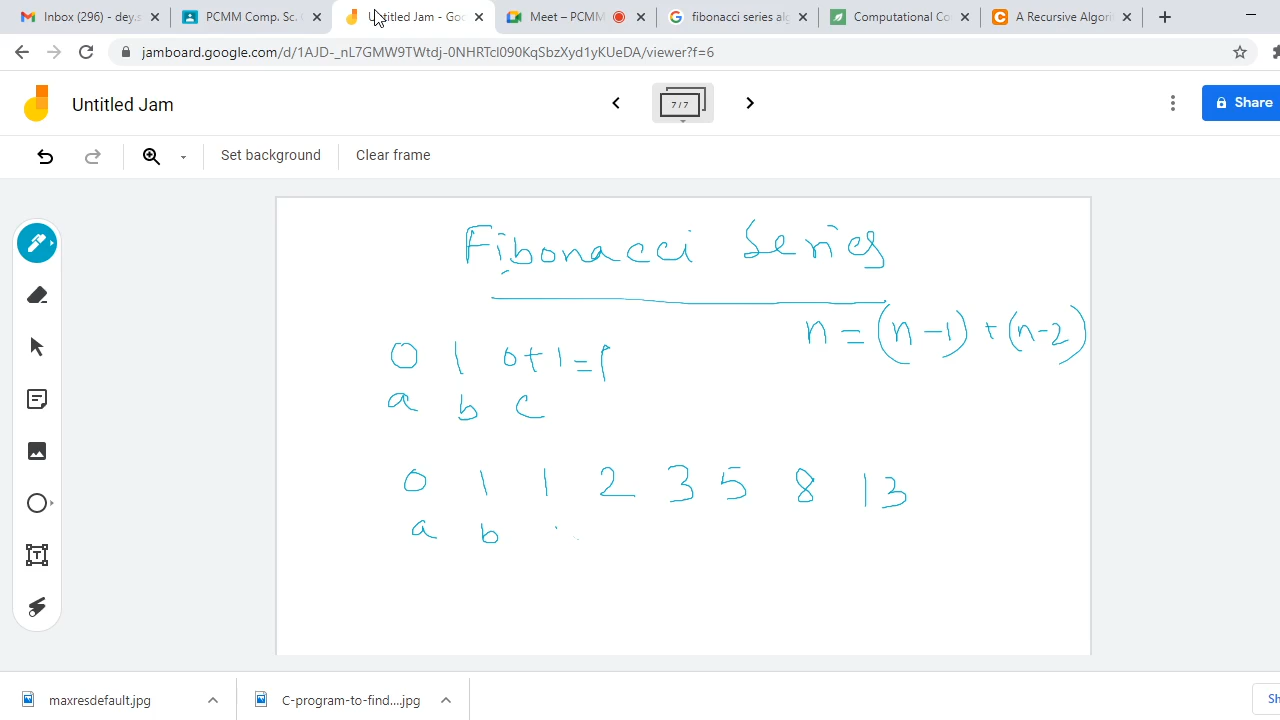 Inbox (296) - dey.s
PCMM Comp. Sc
Untitled Jam - Goo
Meet – PCMM
fibonacci series alg
Computational Co
A Recursive Algorit
jamboard.google.com/d/1AJD-_nL7GMW9TWtdj-0NHRTcl090KqSbzXyd1yKUeDA/viewer?f=6
Untitled Jam
7 / 7
Share
Set background
Clear frame
Fibonacci Series
n = (n-1) + (n-2)
0 1 0+1=1
a b c
0 1 1 2 3 5 8 13
a b
maxresdefault.jpg
C-program-to-find....jpg